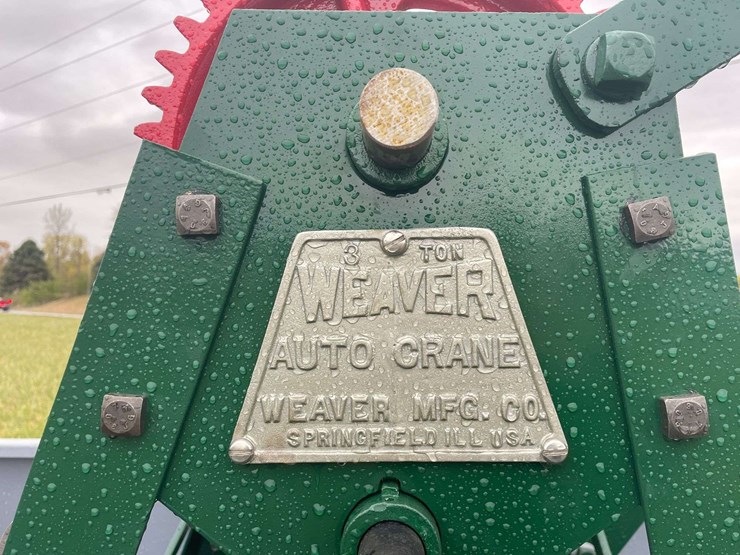 3 TON
WEAVER
AUTO CRANE
WEAVER MFG. CO.
SPRINGFIELD ILL USA